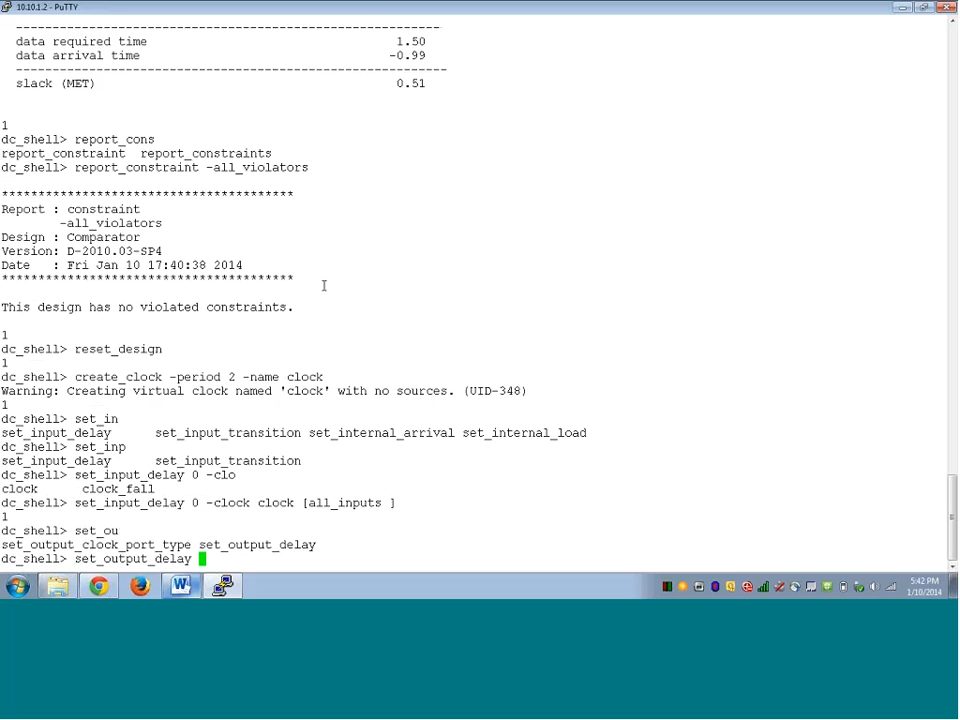 10.10.1.2 - PuTTY
------------------------------------------------------------
data required time 1.50
data arrival time -0.99
------------------------------------------------------------
slack (MET) 0.51
1
dc_shell> report_cons
report_constraint report_constraints
dc_shell> report_constraint -all_violators
****************************************
Report : constraint
-all_violators
Design : Comparator
Version: D-2010.03-SP4
Date : Fri Jan 10 17:40:38 2014
****************************************
This design has no violated constraints.
1
dc_shell> reset_design
1
dc_shell> create_clock -period 2 -name clock
Warning: Creating virtual clock named 'clock' with no sources. (UID-348)
1
dc_shell> set_in
set_input_delay set_input_transition set_internal_arrival set_internal_load
dc_shell> set_inp
set_input_delay set_input_transition
dc_shell> set_input_delay 0 -clo
clock clock_fall
dc_shell> set_input_delay 0 -clock clock [all_inputs ]
1
dc_shell> set_ou
set_output_clock_port_type set_output_delay
dc_shell> set_output_delay
5:42 PM
1/10/2014